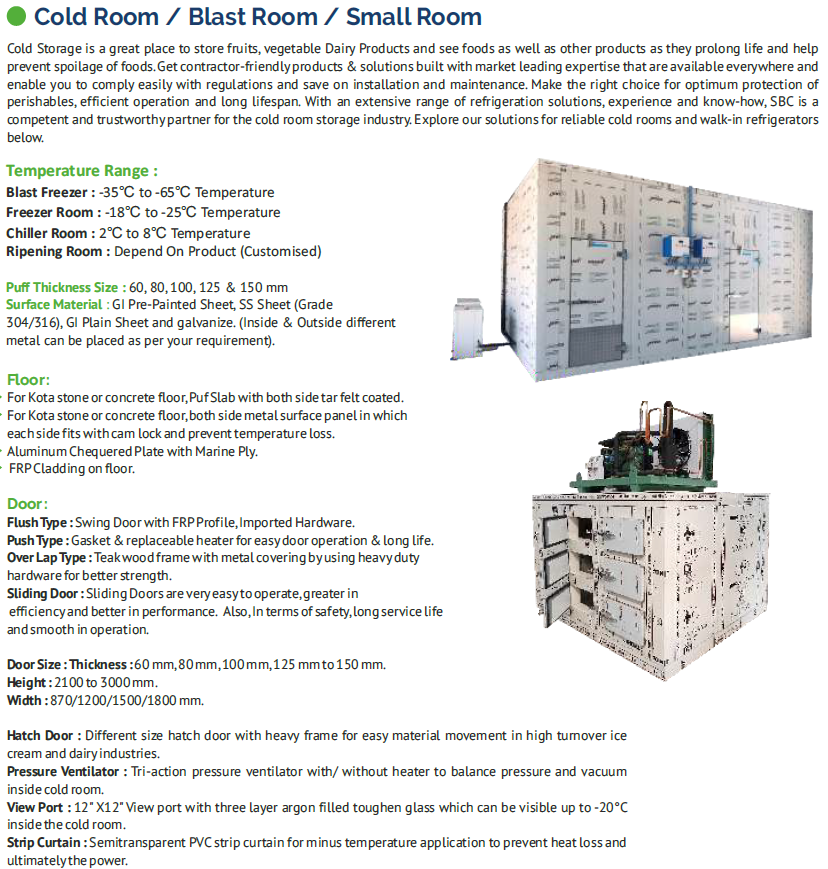 Cold Room / Blast Room / Small Room
Cold Storage is a great place to store fruits, vegetable Dairy Products and see foods as well as other products as they prolong life and help
prevent spoilage of foods. Get contractor-friendly products & solutions built with market leading expertise that are available everywhere and
enable you to comply easily with regulations and save on installation and maintenance. Make the right choice for optimum protection of
perishables, efficient operation and long lifespan. With an extensive range of refrigeration solutions, experience and know-how, SBC is a
competent and trustworthy partner for the cold room storage industry. Explore our solutions for reliable cold rooms and walk-in refrigerators
below.
Temperature Range :
Blast Freezer : -35°C to -65°C Temperature
Freezer Room : -18°C to -25°C Temperature
Chiller Room : 2°C to 8°C Temperature
Ripening Room : Depend On Product (Customised)
Puff Thickness Size : 60, 80, 100, 125 & 150 mm
Surface Material : GI Pre-Painted Sheet, SS Sheet (Grade
304/316), GI Plain Sheet and galvanize. (Inside & Outside different
metal can be placed as per your requirement).
Floor:
For Kota stone or concrete floor, Puf Slab with both side tar felt coated.
For Kota stone or concrete floor, both side metal surface panel in which
each side fits with cam lock and prevent temperature loss.
Aluminum Chequered Plate with Marine Ply.
FRP Cladding on floor.
Door:
Flush Type : Swing Door with FRP Profile, Imported Hardware.
Push Type : Gasket & replaceable heater for easy door operation & long life.
Over Lap Type : Teak wood frame with metal covering by using heavy duty
hardware for better strength.
Sliding Door : Sliding Doors are very easy to operate, greater in
efficiency and better in performance. Also, In terms of safety, long service life
and smooth in operation.
Door Size : Thickness : 60 mm, 80 mm, 100 mm, 125 mm to 150 mm.
Height : 2100 to 3000 mm.
Width : 870/1200/1500/1800 mm.
Hatch Door : Different size hatch door with heavy frame for easy material movement in high turnover ice
cream and dairy industries.
Pressure Ventilator : Tri-action pressure ventilator with/ without heater to balance pressure and vacuum
inside cold room.
View Port : 12" X12" View port with three layer argon filled toughen glass which can be visible up to -20°C
inside the cold room.
Strip Curtain : Semitransparent PVC strip curtain for minus temperature application to prevent heat loss and
ultimately the power.